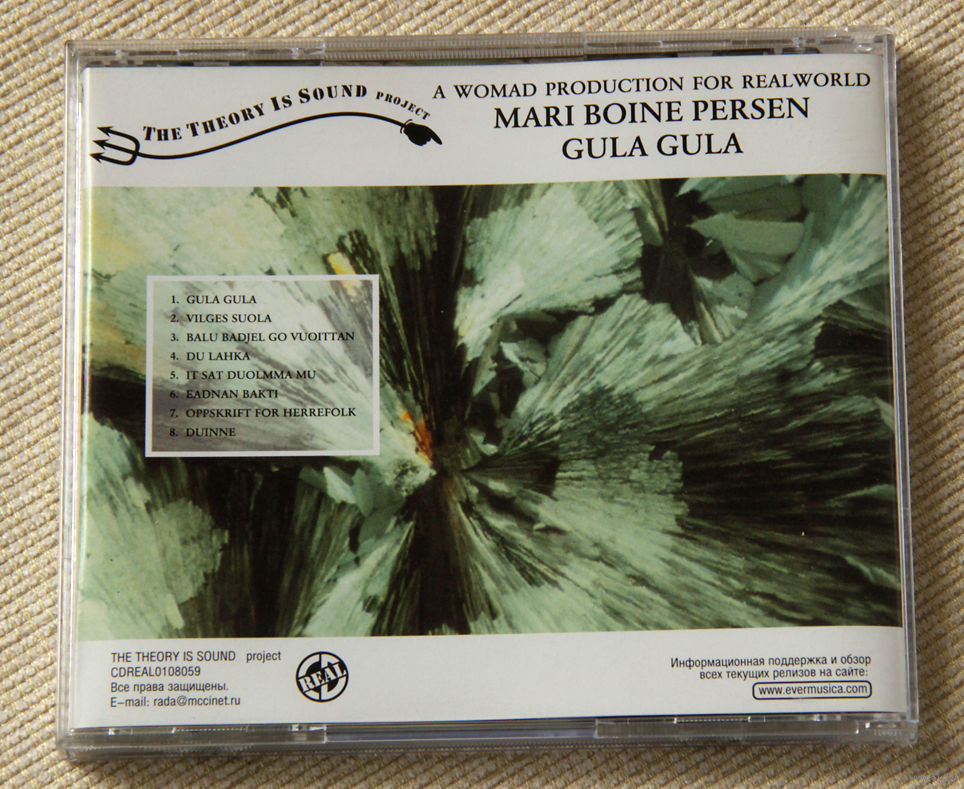 THE THEORY IS SOUND PROJECT
A WOMAD PRODUCTION FOR REALWORLD
MARI BOINE PERSEN
GULA GULA
1. GULA GULA
2. VILGES SUOLA
3. BALU BADJEL GO VUOITTAN
4. DU LAHKA
5. IT SAT DUOLMMA MU
6. EADNAN BAKTI
7. OPPSKRIFT FOR HERREFOLK
8. DUINNE
THE THEORY IS SOUND project
CDREAL0108059
Все права защищены.
E-mail: rada@mccinet.ru
REAL
Информационная поддержка и обзор
всех текущих релизов на сайте:
www.evermusica.com